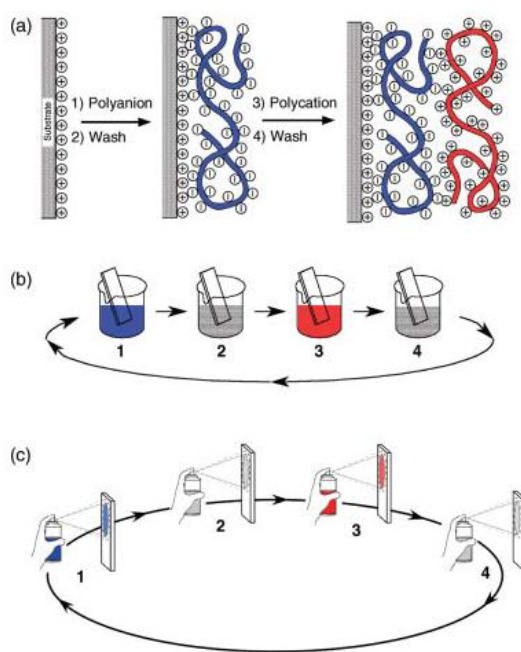 (a)
Substrate
1) Polyanion
2) Wash
3) Polycation
4) Wash
(b)
1 2 3 4
(c)
1 2 3 4